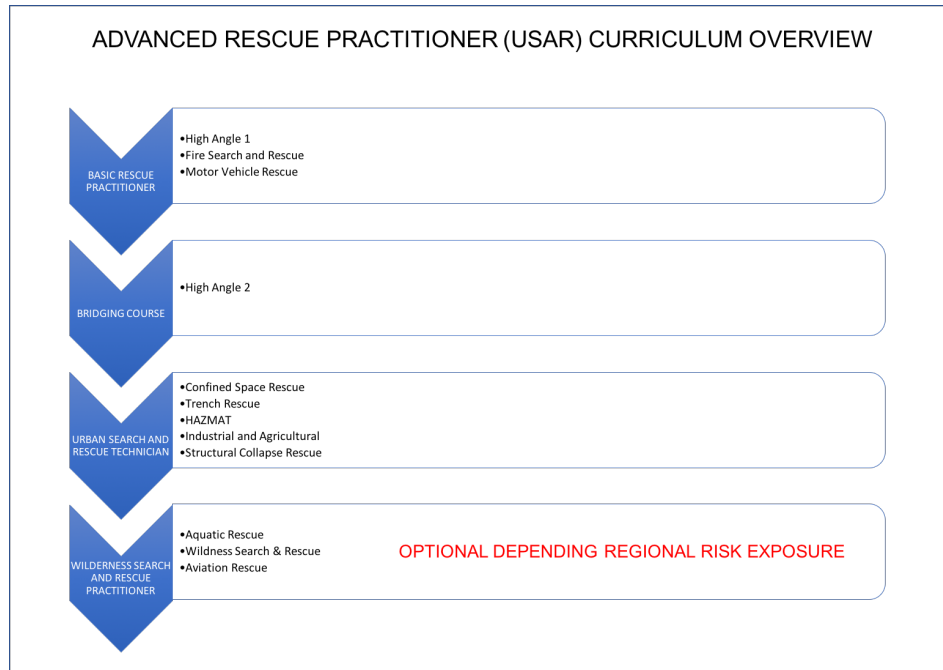 ADVANCED RESCUE PRACTITIONER (USAR) CURRICULUM OVERVIEW
BASIC RESCUE
PRACTITIONER
•High Angle 1
•Fire Search and Rescue
•Motor Vehicle Rescue
BRIDGING COURSE
•High Angle 2
URBAN SEARCH AND
RESCUE TECHNICIAN
•Confined Space Rescue
•Trench Rescue
•HAZMAT
•Industrial and Agricultural
•Structural Collapse Rescue
WILDERNESS SEARCH
AND RESCUE
PRACTITIONER
•Aquatic Rescue
•Wildness Search & Rescue
•Aviation Rescue
OPTIONAL DEPENDING REGIONAL RISK EXPOSURE